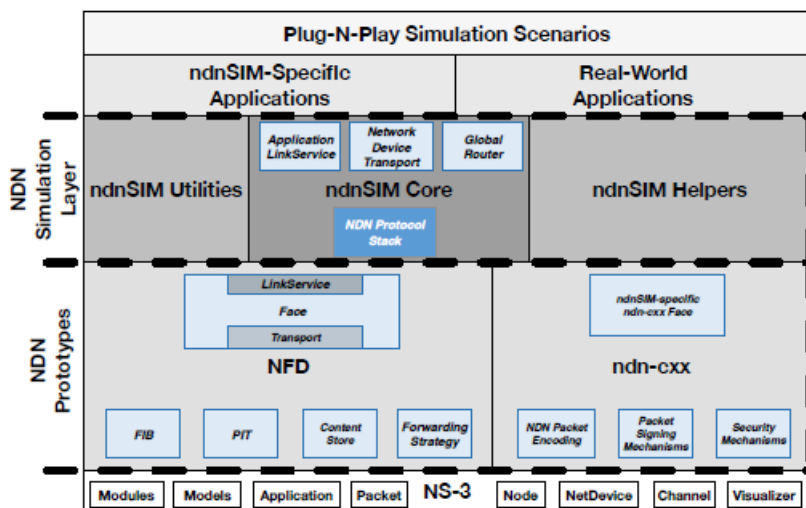 Plug-N-Play Simulation Scenarios
ndnSIM-Specific
Applications
Real-World
Applications
NDN
Simulation
Layer
ndnSIM Utilities
Application
LinkService
Network
Device
Transport
Global
Router
ndnSIM Core
NDN Protocol
Stack
ndnSIM Helpers
NDN
Prototypes
LinkService
Face
Transport
NFD
FIB
PIT
Content
Store
Forwarding
Strategy
ndnSIM-specific
ndn-cxx Face
ndn-cxx
NDN Packet
Encoding
Packet
Signing
Mechanisms
Security
Mechanisms
Modules
Models
Application
Packet
NS-3
Node
NetDevice
Channel
Visualizer